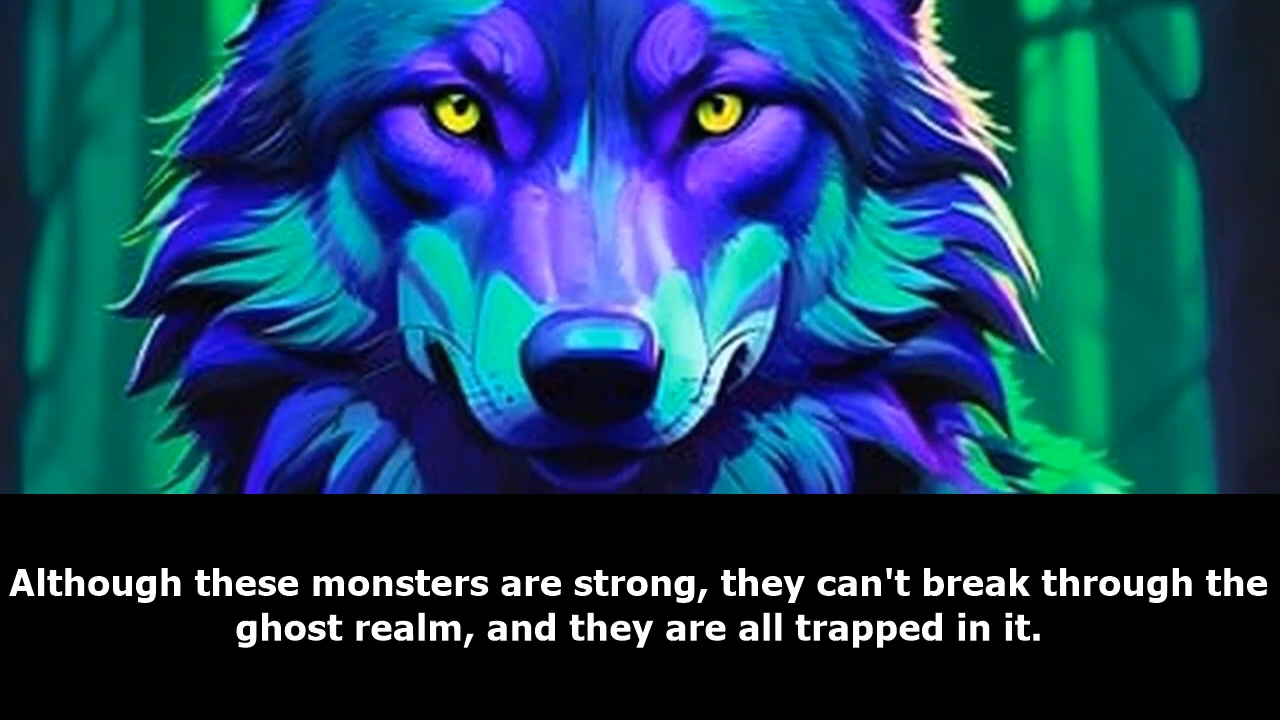 Although these monsters are strong, they can't break through the
ghost realm, and they are all trapped in it.